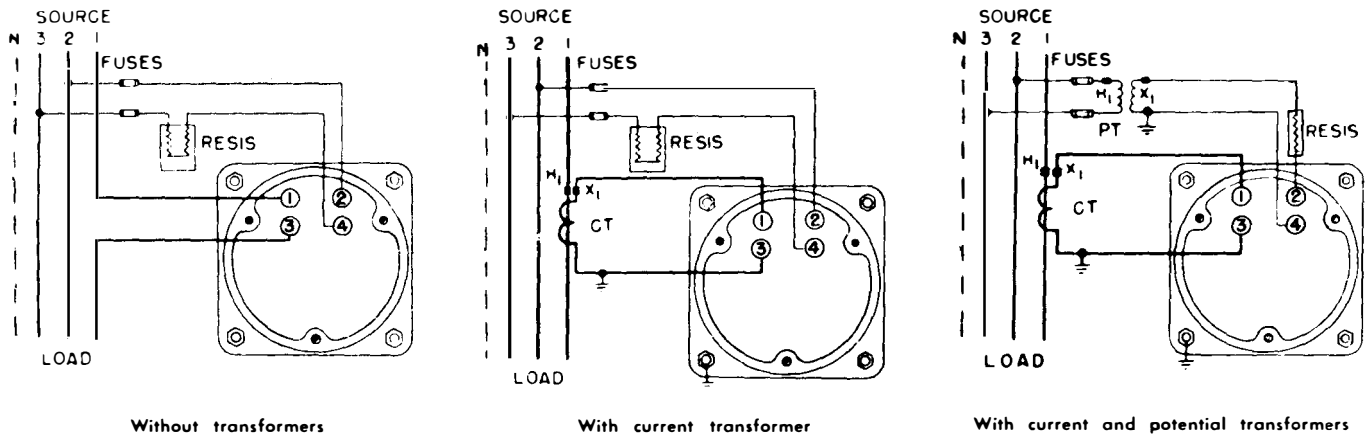 SOURCE
N 3 2 1
FUSES
RESIS
1 2
3 4
LOAD
Without transformers
SOURCE
N 3 2 1
FUSES
RESIS
H1 X1
CT
1 2
3 4
LOAD
With current transformer
SOURCE
N 3 2 1
FUSES
H1 X1
PT
RESIS
H1 X1
CT
1 2
3 4
LOAD
With current and potential transformers